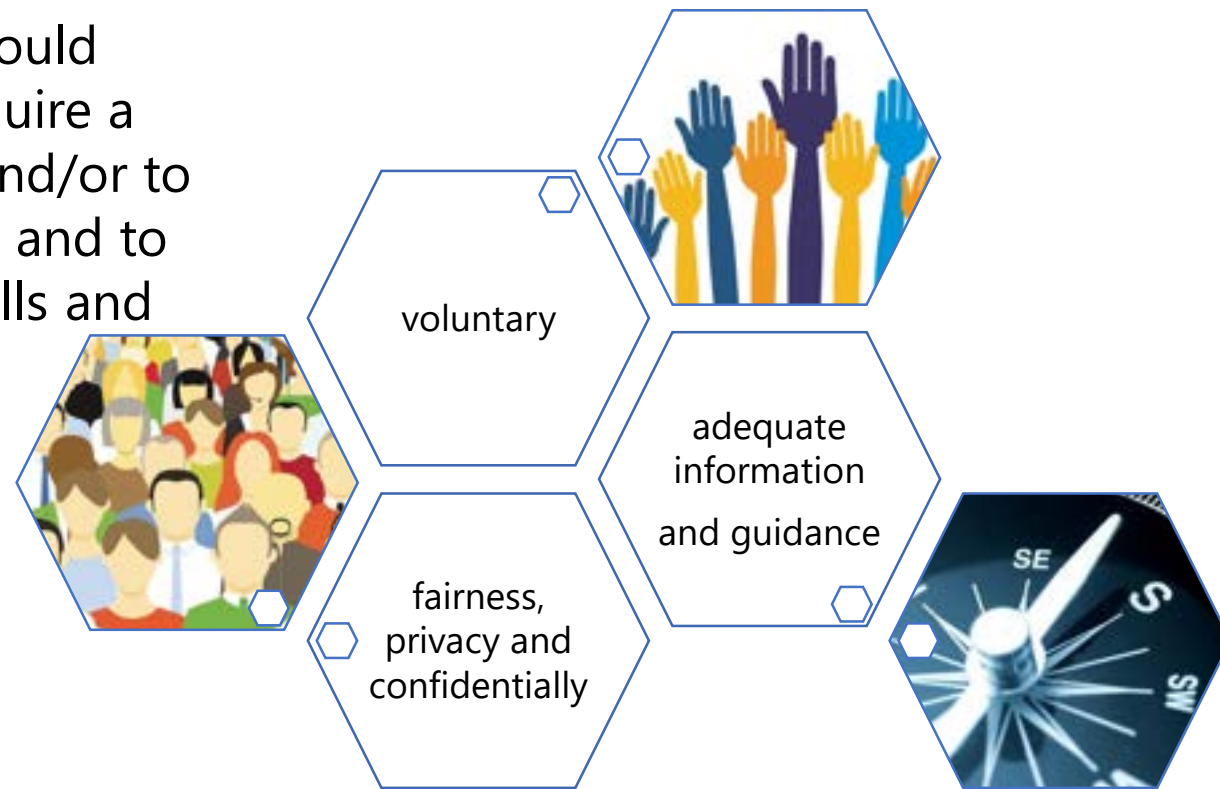 ould
uire a
nd/or to
and to
lls and
voluntary
adequate
information
and guidance
fairness,
privacy and
confidentially
SE
S
SW